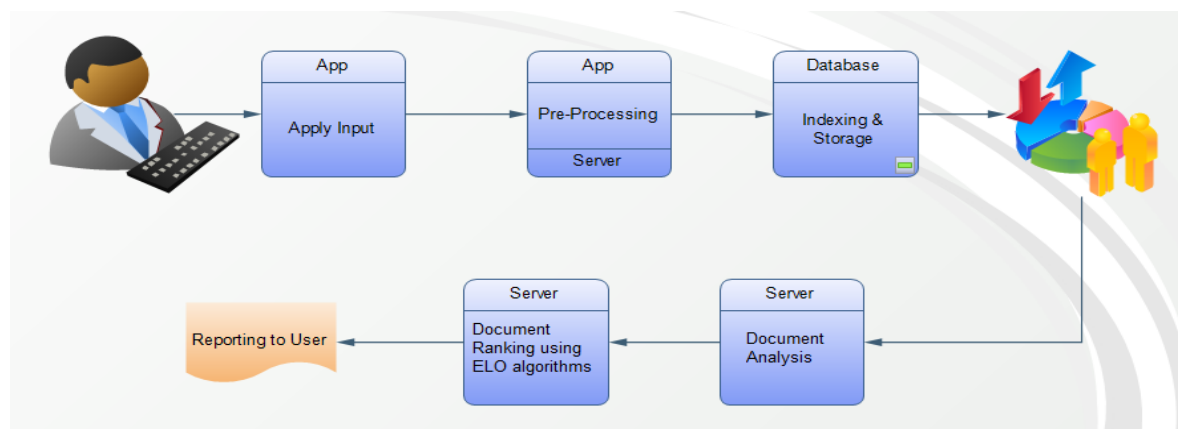 App
Apply Input
App
Pre-Processing
Server
Database
Indexing &
Storage
Server
Document
Analysis
Server
Document
Ranking using
ELO algorithms
Reporting to User